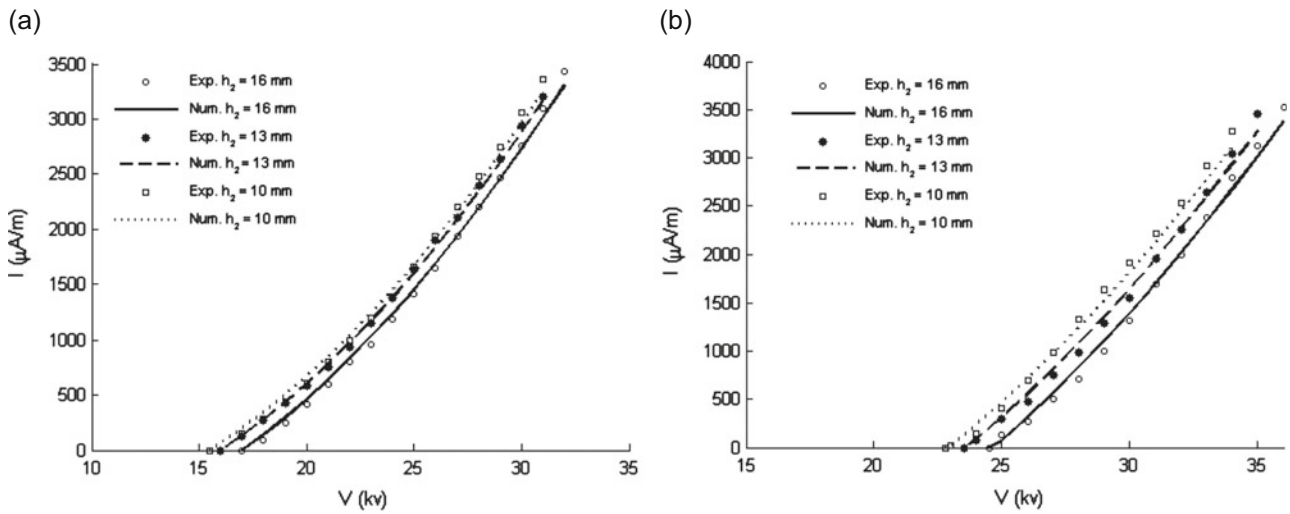 (a)
3500
3000
2500
2000
1500
1000
500
0
I (μA/m)
Exp. h2 = 16 mm
Num. h2 = 16 mm
Exp. h2 = 13 mm
Num. h2 = 13 mm
Exp. h2 = 10 mm
Num. h2 = 10 mm
10 15 20 25 30 35
V (kv)
(b)
4000
3500
3000
2500
2000
1500
1000
500
0
I (μA/m)
Exp. h2 = 16 mm
Num. h2 = 16 mm
Exp. h2 = 13 mm
Num. h2 = 13 mm
Exp. h2 = 10 mm
Num. h2 = 10 mm
15 20 25 30 35
V (kv)